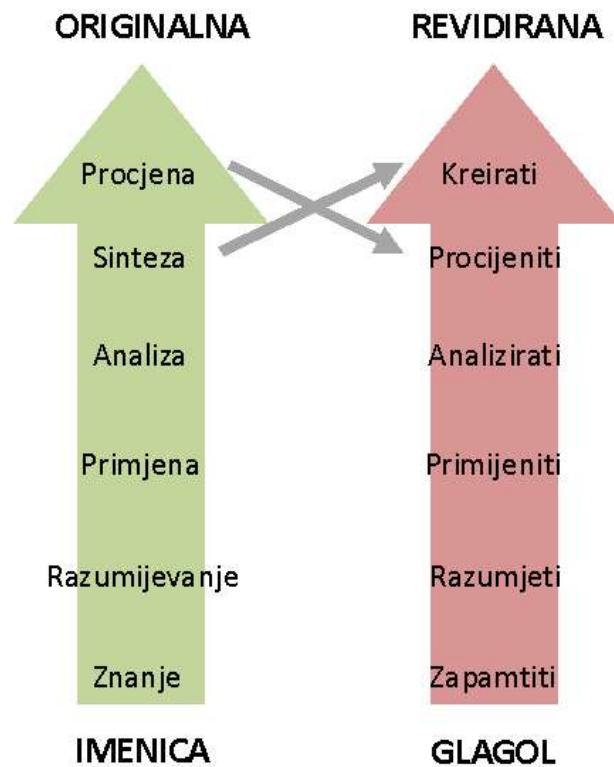 ORIGINALNA
REVIDIRANA
Procjena
Kreirati
Sinteza
Procijeniti
Analiza
Analizirati
Primjena
Primijeniti
Razumijevanje
Razumjeti
Znanje
Zapamtiti
IMENICA
GLAGOL